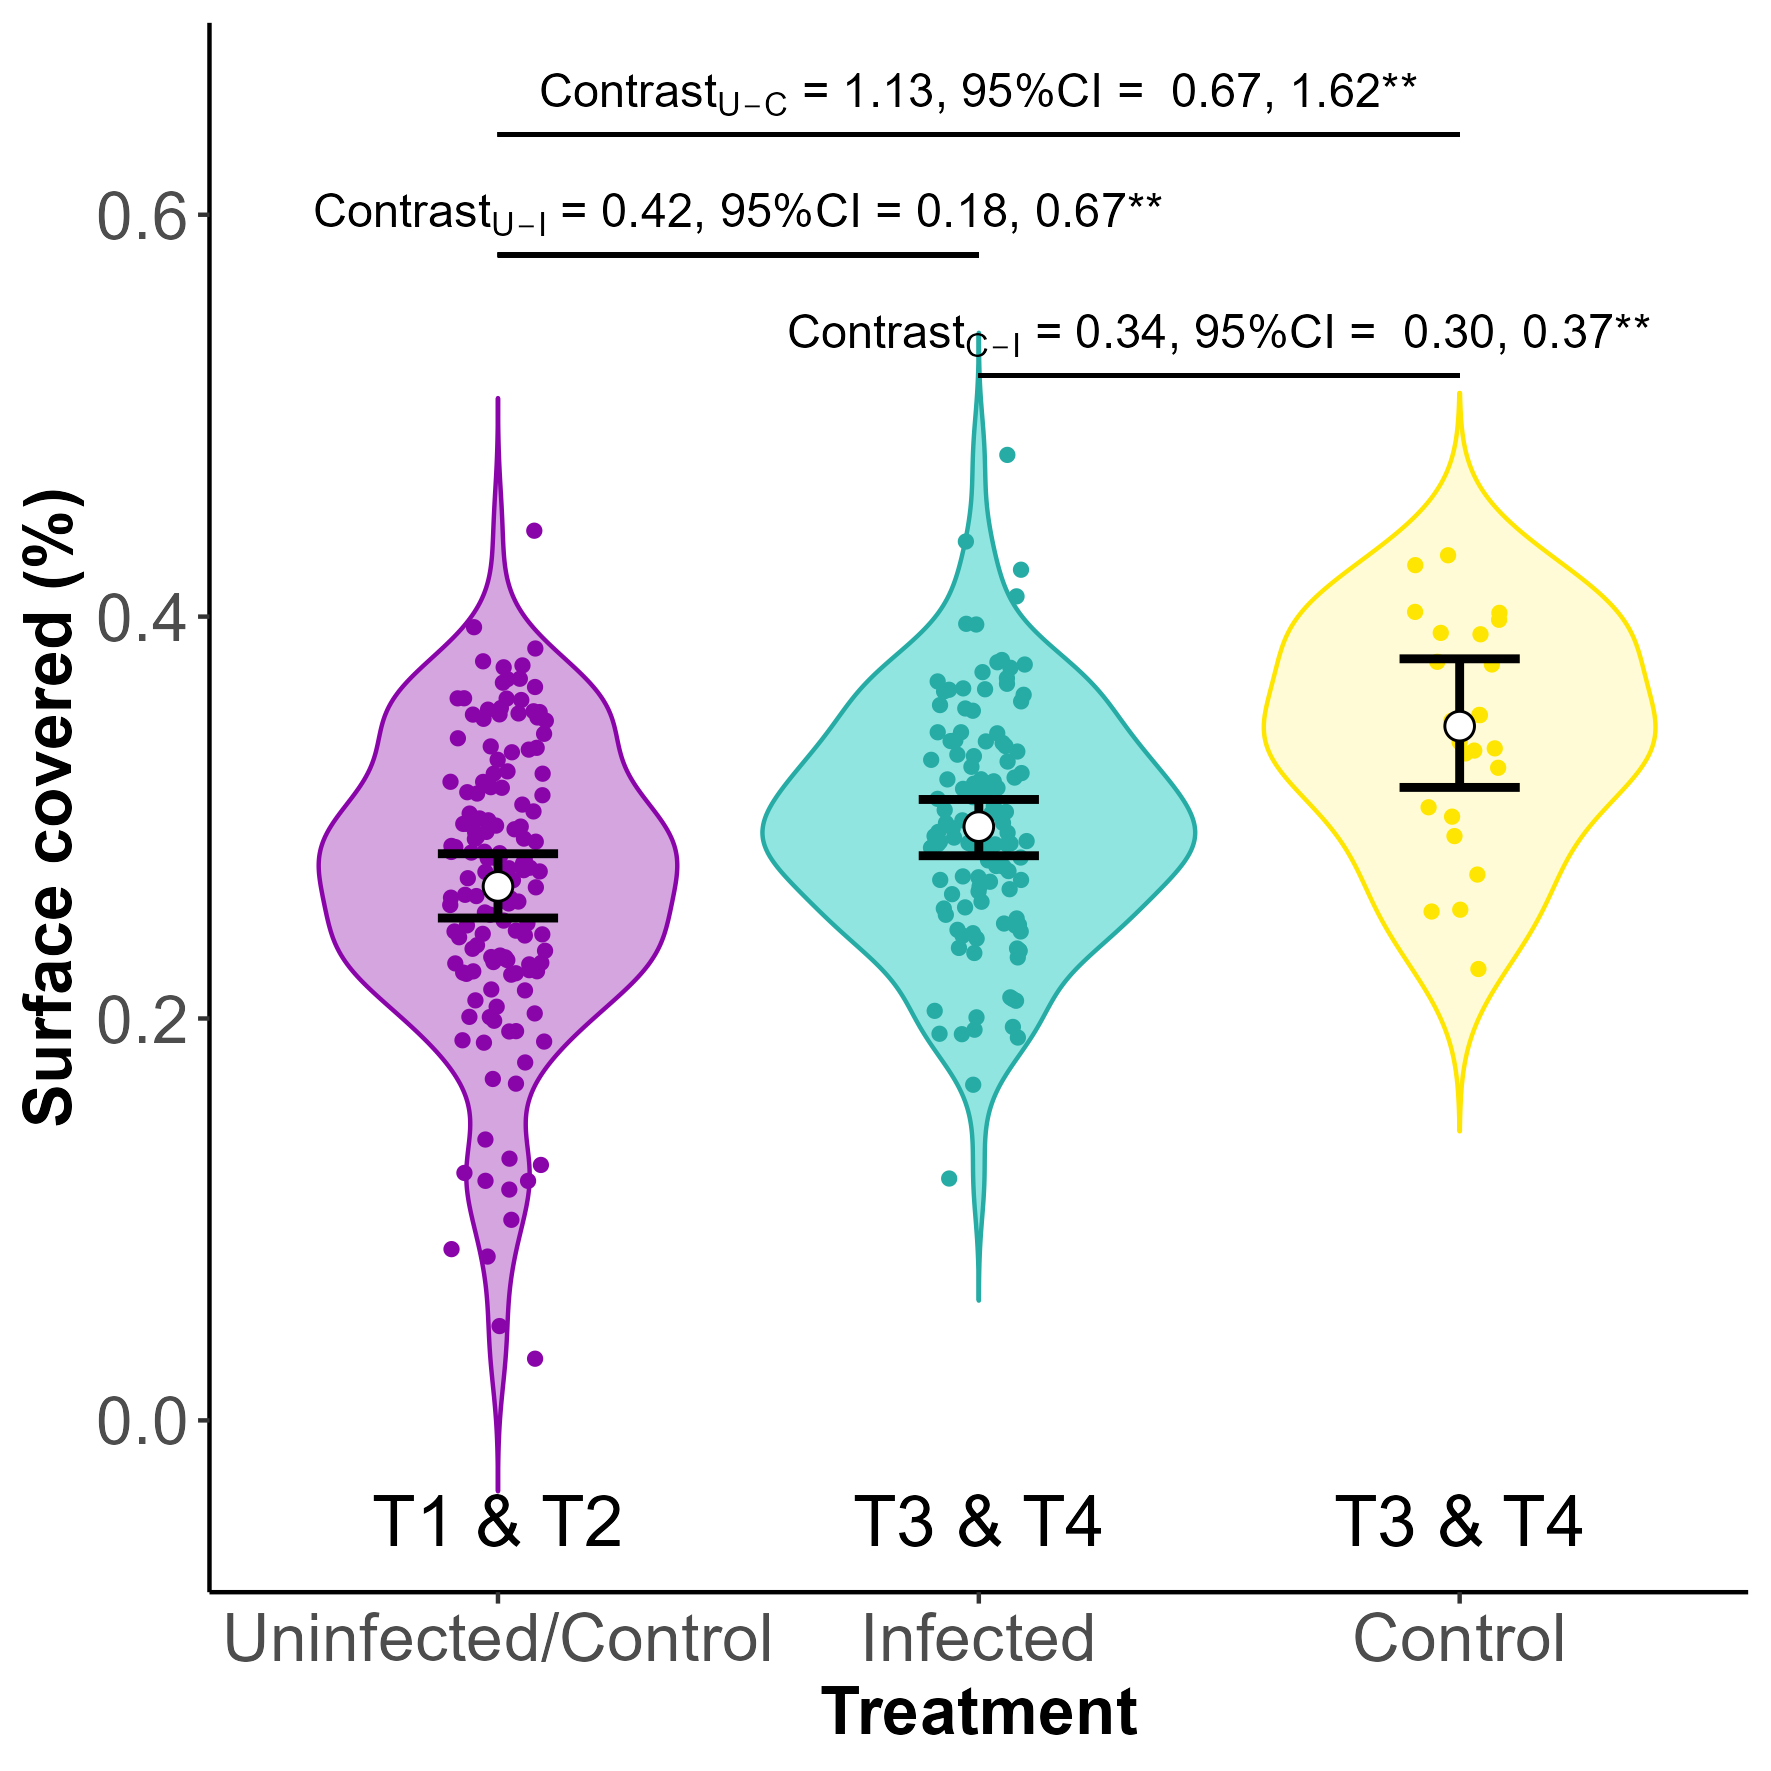 Contrast_U−C = 1.13, 95%CI =  0.67, 1.62**
Contrast_U−I = 0.42, 95%CI = 0.18, 0.67**
Contrast_C−I = 0.34, 95%CI =  0.30, 0.37**
Surface covered (%)
0.6
0.4
0.2
0.0
T1 & T2
T3 & T4
T3 & T4
Uninfected/Control
Infected
Control
Treatment